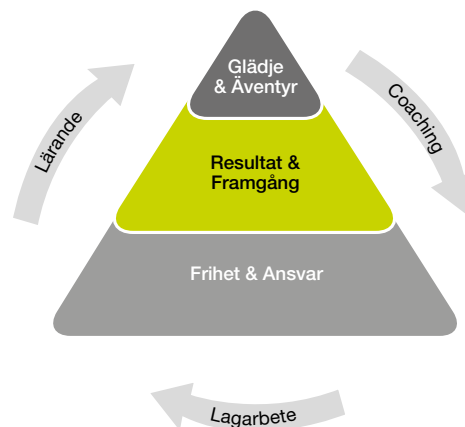 Glädje
& Äventyr
Lärande
Coaching
Resultat &
Framgång
Frihet & Ansvar
Lagarbete